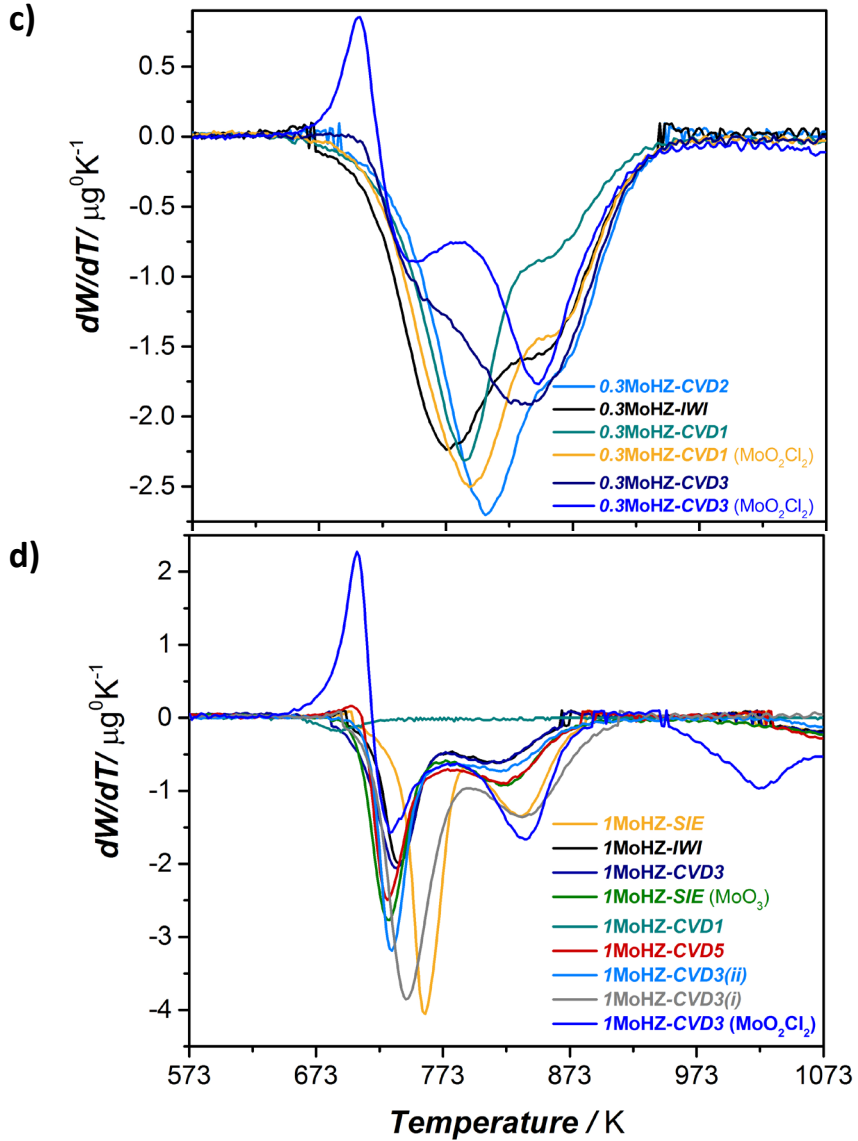 c)
0.5
0.0
-0.5
-1.0
-1.5
-2.0
-2.5
dW/dT/ μg⁰K⁻¹
0.3MoHZ-CVD2
0.3MoHZ-IWI
0.3MoHZ-CVD1
0.3MoHZ-CVD1 (MoO₂Cl₂)
0.3MoHZ-CVD3
0.3MoHZ-CVD3 (MoO₂Cl₂)
d)
2
1
0
-1
-2
-3
-4
dW/dT/ μg⁰K⁻¹
1MoHZ-SIE
1MoHZ-IWI
1MoHZ-CVD3
1MoHZ-SIE (MoO₃)
1MoHZ-CVD1
1MoHZ-CVD5
1MoHZ-CVD3(ii)
1MoHZ-CVD3(i)
1MoHZ-CVD3 (MoO₂Cl₂)
573 673 773 873 973 1073
Temperature / K